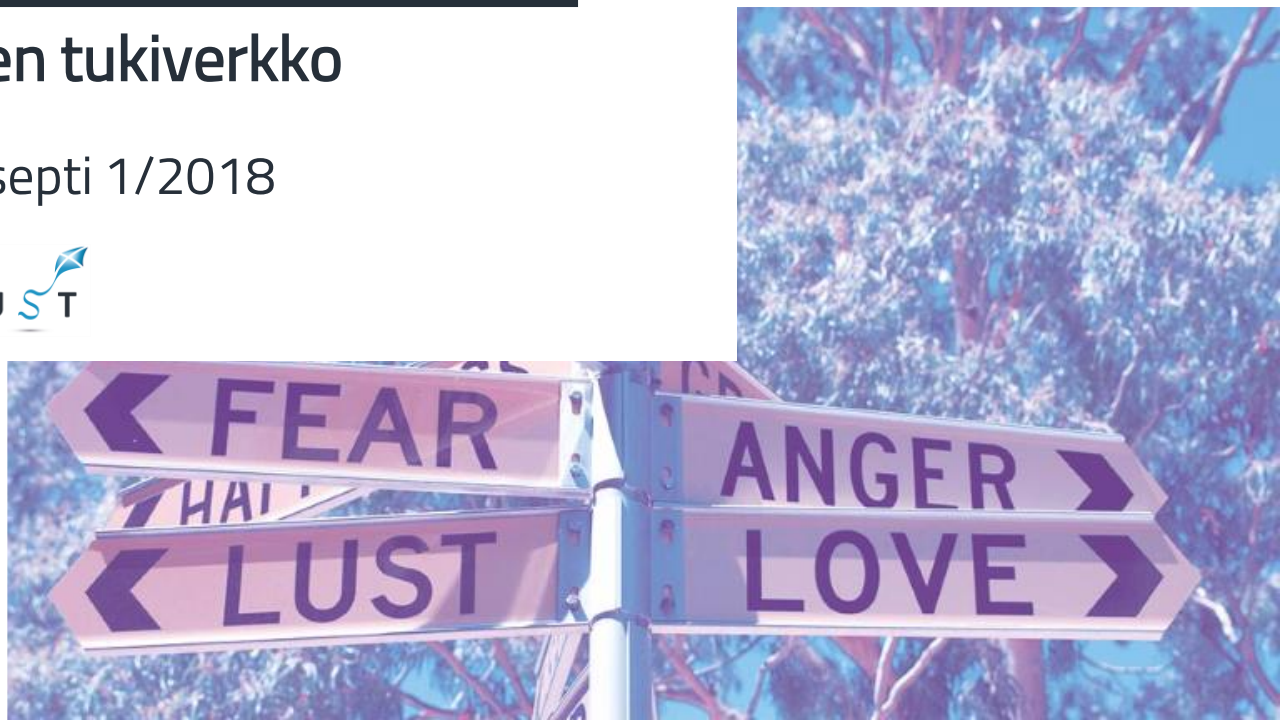 en tukiverkko
septi 1/2018
U S T
FEAR
ANGER
LUST
LOVE